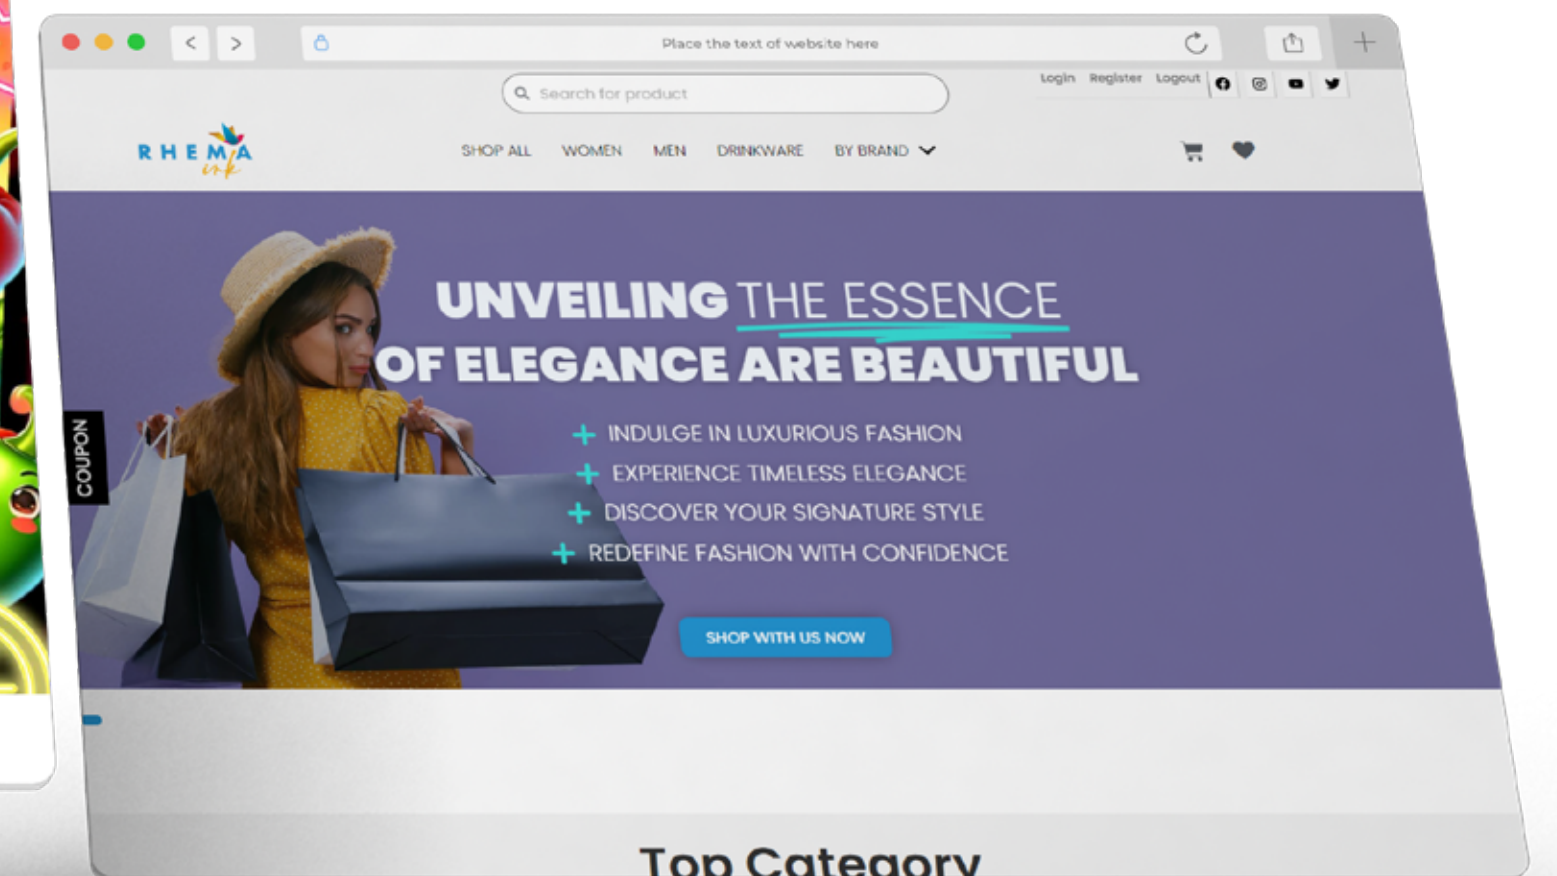 Place the text of website here
Search for product
Login Register Logout
RHEMA
ink
SHOP ALL WOMEN MEN DRINKWARE BY BRAND
UNVEILING THE ESSENCE
OF ELEGANCE ARE BEAUTIFUL
INDULGE IN LUXURIOUS FASHION
EXPERIENCE TIMELESS ELEGANCE
DISCOVER YOUR SIGNATURE STYLE
REDEFINE FASHION WITH CONFIDENCE
COUPON
SHOP WITH US NOW
Top Category